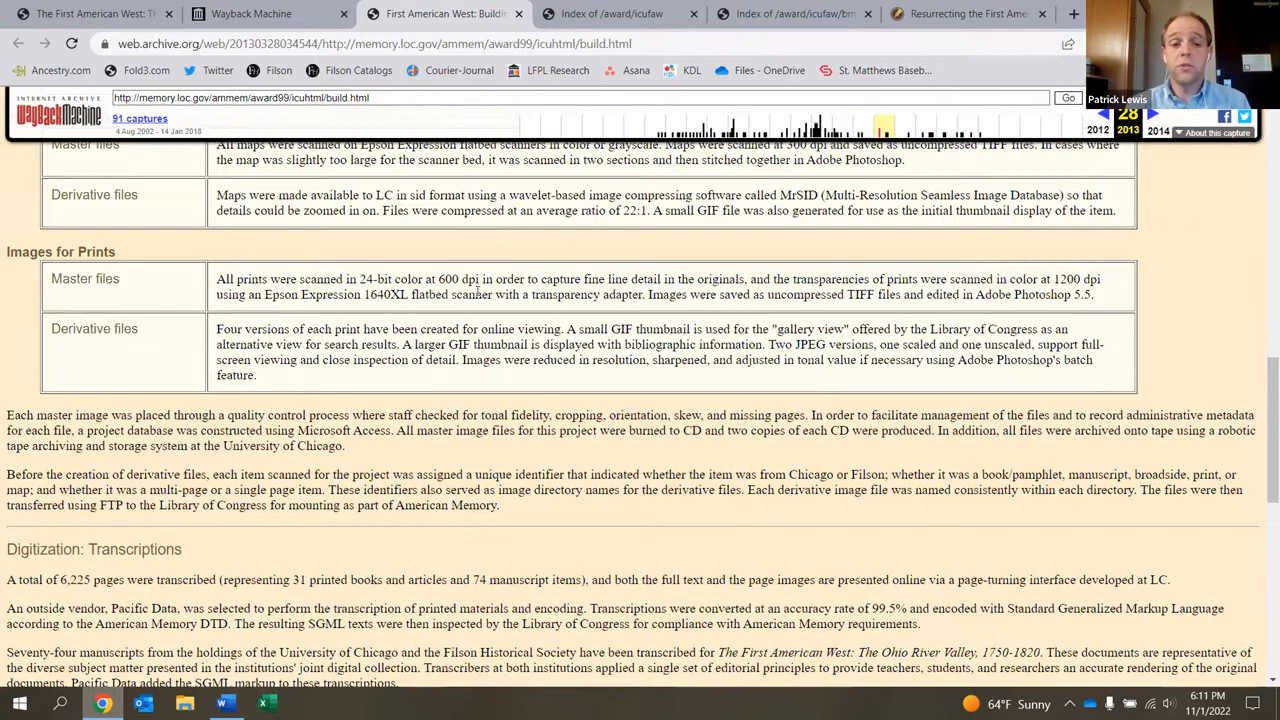 The First American West: T
Wayback Machine
First American West: Buildi
Index of /award/icufaw
Index of /award/icufaw/bm
Resurrecting the First Ame
web.archive.org/web/20130328034544/http://memory.loc.gov/ammem/award99/icuhtml/build.html
Ancestry.com
Fold3.com
Twitter
Filson
Filson Catalogs
Courier-Journal
LFPL Research
Asana
KDL
Files - OneDrive
St. Matthews Baseb...
Patrick Lewis
INTERNET ARCHIVE
WayBackMachine
http://memory.loc.gov/ammem/award99/icuhtml/build.html
Go
91 captures
4 Aug 2002 - 14 Jan 2018
28
2012
2013
2014
About this capture
Master files
All maps were scanned on Epson Expression flatbed scanners in color or grayscale. Maps were scanned at 300 dpi and saved as uncompressed TIFF files. In cases where
the map was slightly too large for the scanner bed, it was scanned in two sections and then stitched together in Adobe Photoshop.
Derivative files
Maps were made available to LC in sid format using a wavelet-based image compressing software called MrSID (Multi-Resolution Seamless Image Database) so that
details could be zoomed in on. Files were compressed at an average ratio of 22:1. A small GIF file was also generated for use as the initial thumbnail display of the item.
Images for Prints
Master files
All prints were scanned in 24-bit color at 600 dpi in order to capture fine line detail in the originals, and the transparencies of prints were scanned in color at 1200 dpi
using an Epson Expression 1640XL flatbed scanner with a transparency adapter. Images were saved as uncompressed TIFF files and edited in Adobe Photoshop 5.5.
Derivative files
Four versions of each print have been created for online viewing. A small GIF thumbnail is used for the "gallery view" offered by the Library of Congress as an
alternative view for search results. A larger GIF thumbnail is displayed with bibliographic information. Two JPEG versions, one scaled and one unscaled, support full-
screen viewing and close inspection of detail. Images were reduced in resolution, sharpened, and adjusted in tonal value if necessary using Adobe Photoshop's batch
feature.
Each master image was placed through a quality control process where staff checked for tonal fidelity, cropping, orientation, skew, and missing pages. In order to facilitate management of the files and to record administrative metadata
for each file, a project database was constructed using Microsoft Access. All master image files for this project were burned to CD and two copies of each CD were produced. In addition, all files were archived onto tape using a robotic
tape archiving and storage system at the University of Chicago.
Before the creation of derivative files, each item scanned for the project was assigned a unique identifier that indicated whether the item was from Chicago or Filson; whether it was a book/pamphlet, manuscript, broadside, print, or
map; and whether it was a multi-page or a single page item. These identifiers also served as image directory names for the derivative files. Each derivative image file was named consistently within each directory. The files were then
transferred using FTP to the Library of Congress for mounting as part of American Memory.
Digitization: Transcriptions
A total of 6,225 pages were transcribed (representing 31 printed books and articles and 74 manuscript items), and both the full text and the page images are presented online via a page-turning interface developed at LC.
An outside vendor, Pacific Data, was selected to perform the transcription of printed materials and encoding. Transcriptions were converted at an accuracy rate of 99.5% and encoded with Standard Generalized Markup Language
according to the American Memory DTD. The resulting SGML texts were then inspected by the Library of Congress for compliance with American Memory requirements.
Seventy-four manuscripts from the holdings of the University of Chicago and the Filson Historical Society have been transcribed for The First American West: The Ohio River Valley, 1750-1820. These documents are representative of
the diverse subject matter presented in the institutions' joint digital collection. Transcribers at both institutions applied a single set of editorial principles to provide teachers, students, and researchers an accurate rendering of the original
documents. Pacific Data added the SGML markup to these transcriptions.
64°F Sunny
6:11 PM
11/1/2022